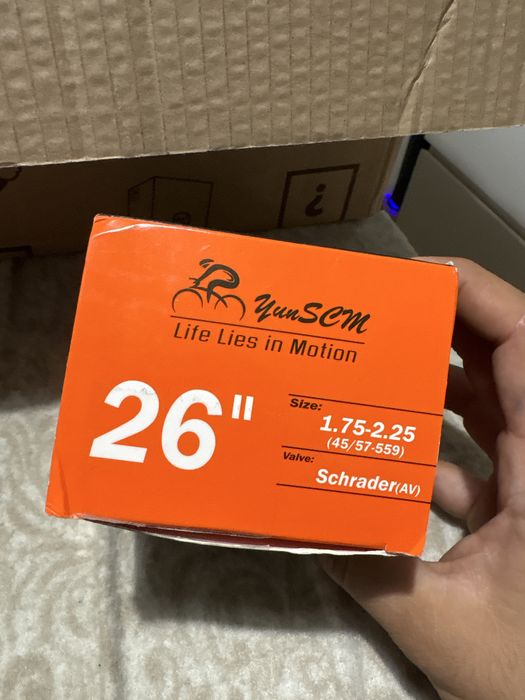 YunSCM
Life Lies in Motion
26"
Size:
1.75-2.25
(45/57-559)
Valve:
Schrader(AV)